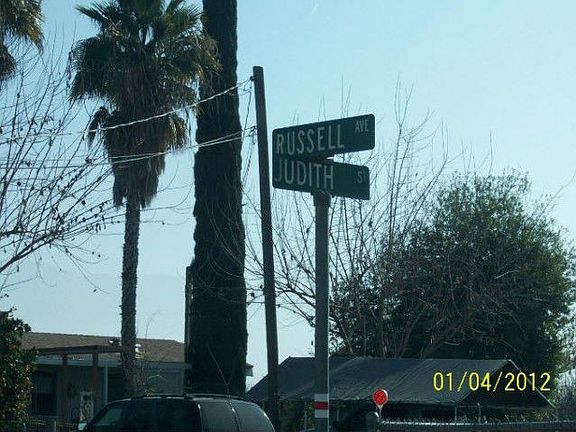 RUSSELL AVE
JUDITH ST
01/04/2012